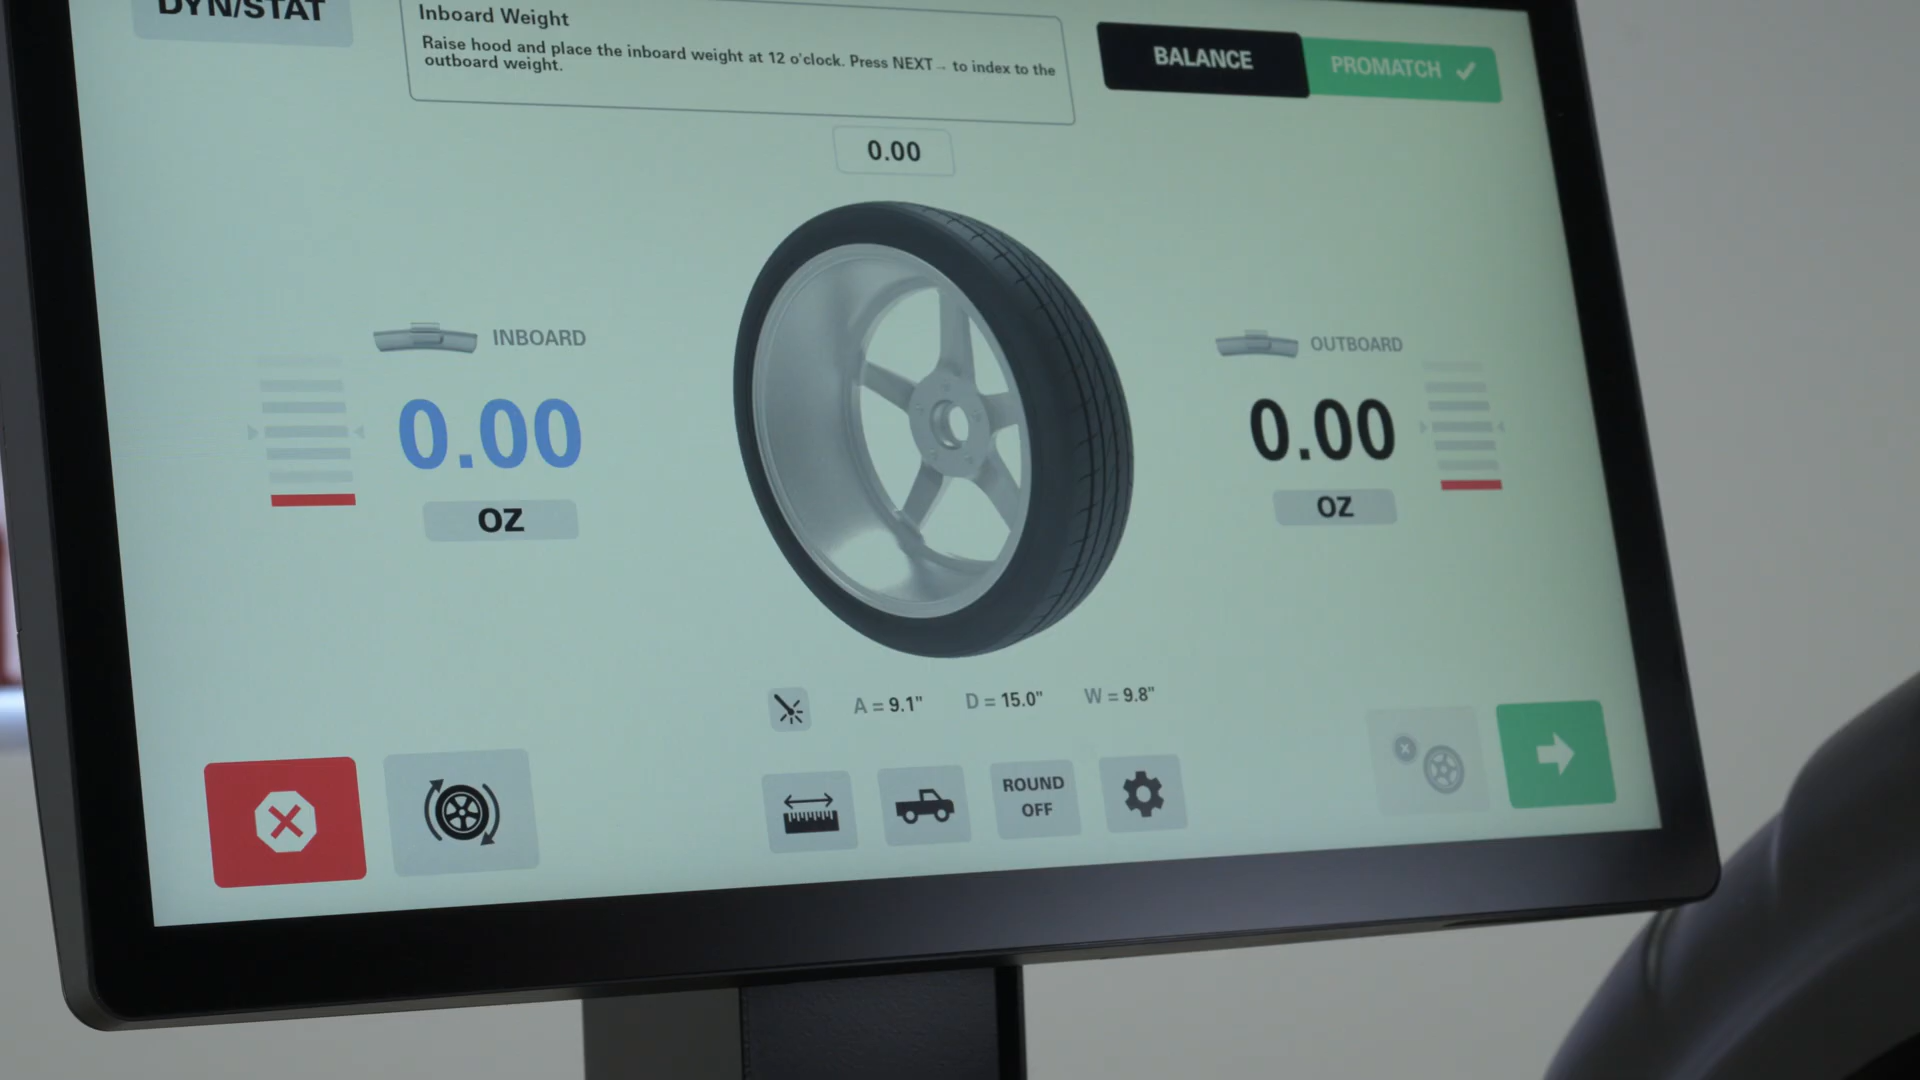 DYN/STAT
Inboard Weight
Raise hood and place the inboard weight at 12 o'clock. Press NEXT → to index to the
outboard weight.
BALANCE
PROMATCH ✓
0.00
INBOARD
0.00
OZ
OUTBOARD
0.00
OZ
A = 9.1" D = 15.0" W = 9.8"
ROUND
OFF